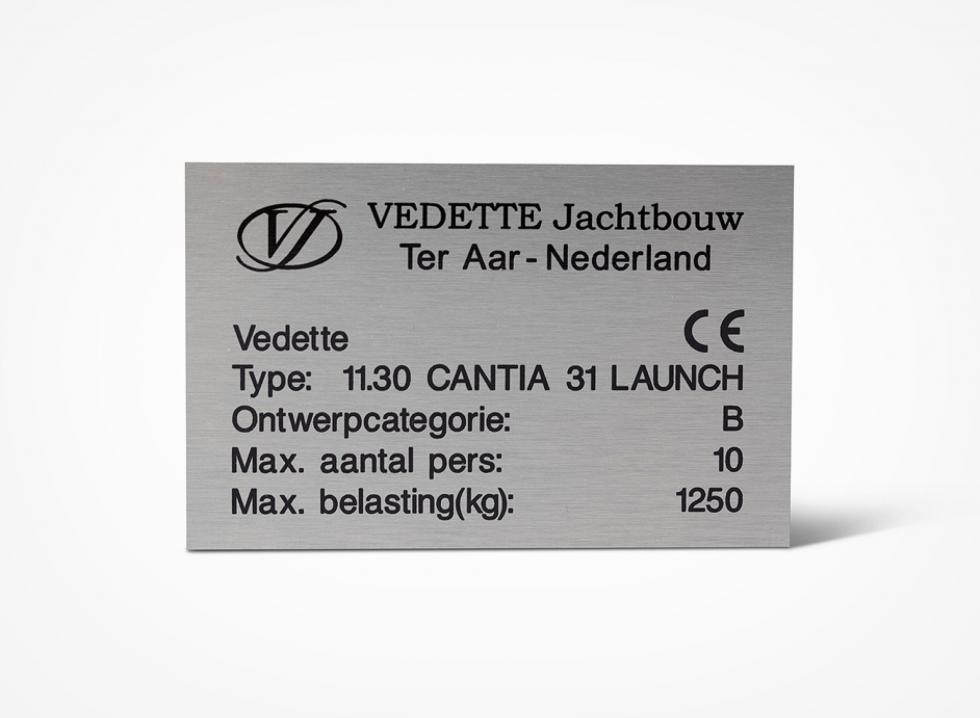 VJ VEDETTE Jachtbouw
Ter Aar - Nederland
Vedette CE
Type: 11.30 CANTIA 31 LAUNCH
Ontwerpcategorie: B
Max. aantal pers: 10
Max. belasting(kg): 1250